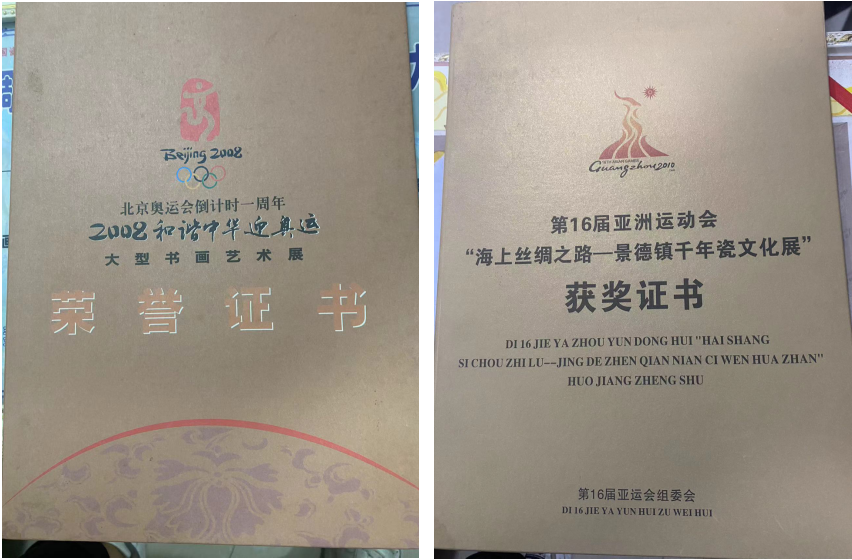 Beijing 2008
北京奥运会倒计时一周年
2008和谐中华迎奥运
大型书画艺术展
荣誉证书
16TH ASIAN GAMES
Guangzhou 2010
第16届亚洲运动会
“海上丝绸之路—景德镇千年瓷文化展”
获奖证书
DI 16 JIE YA ZHOU YUN DONG HUI "HAI SHANG
SI CHOU ZHI LU--JING DE ZHEN QIAN NIAN CI WEN HUA ZHAN"
HUO JIANG ZHENG SHU
第16届亚运会组委会
DI 16 JIE YA YUN HUI ZU WEI HUI